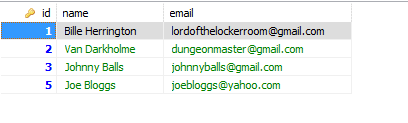 id name email
1 Bille Herrington lordofthelockerroom@gmail.com
2 Van Darkholme dungeonmaster@gmail.com
3 Johnny Balls johnnyballs@gmail.com
5 Joe Bloggs joebloggs@yahoo.com